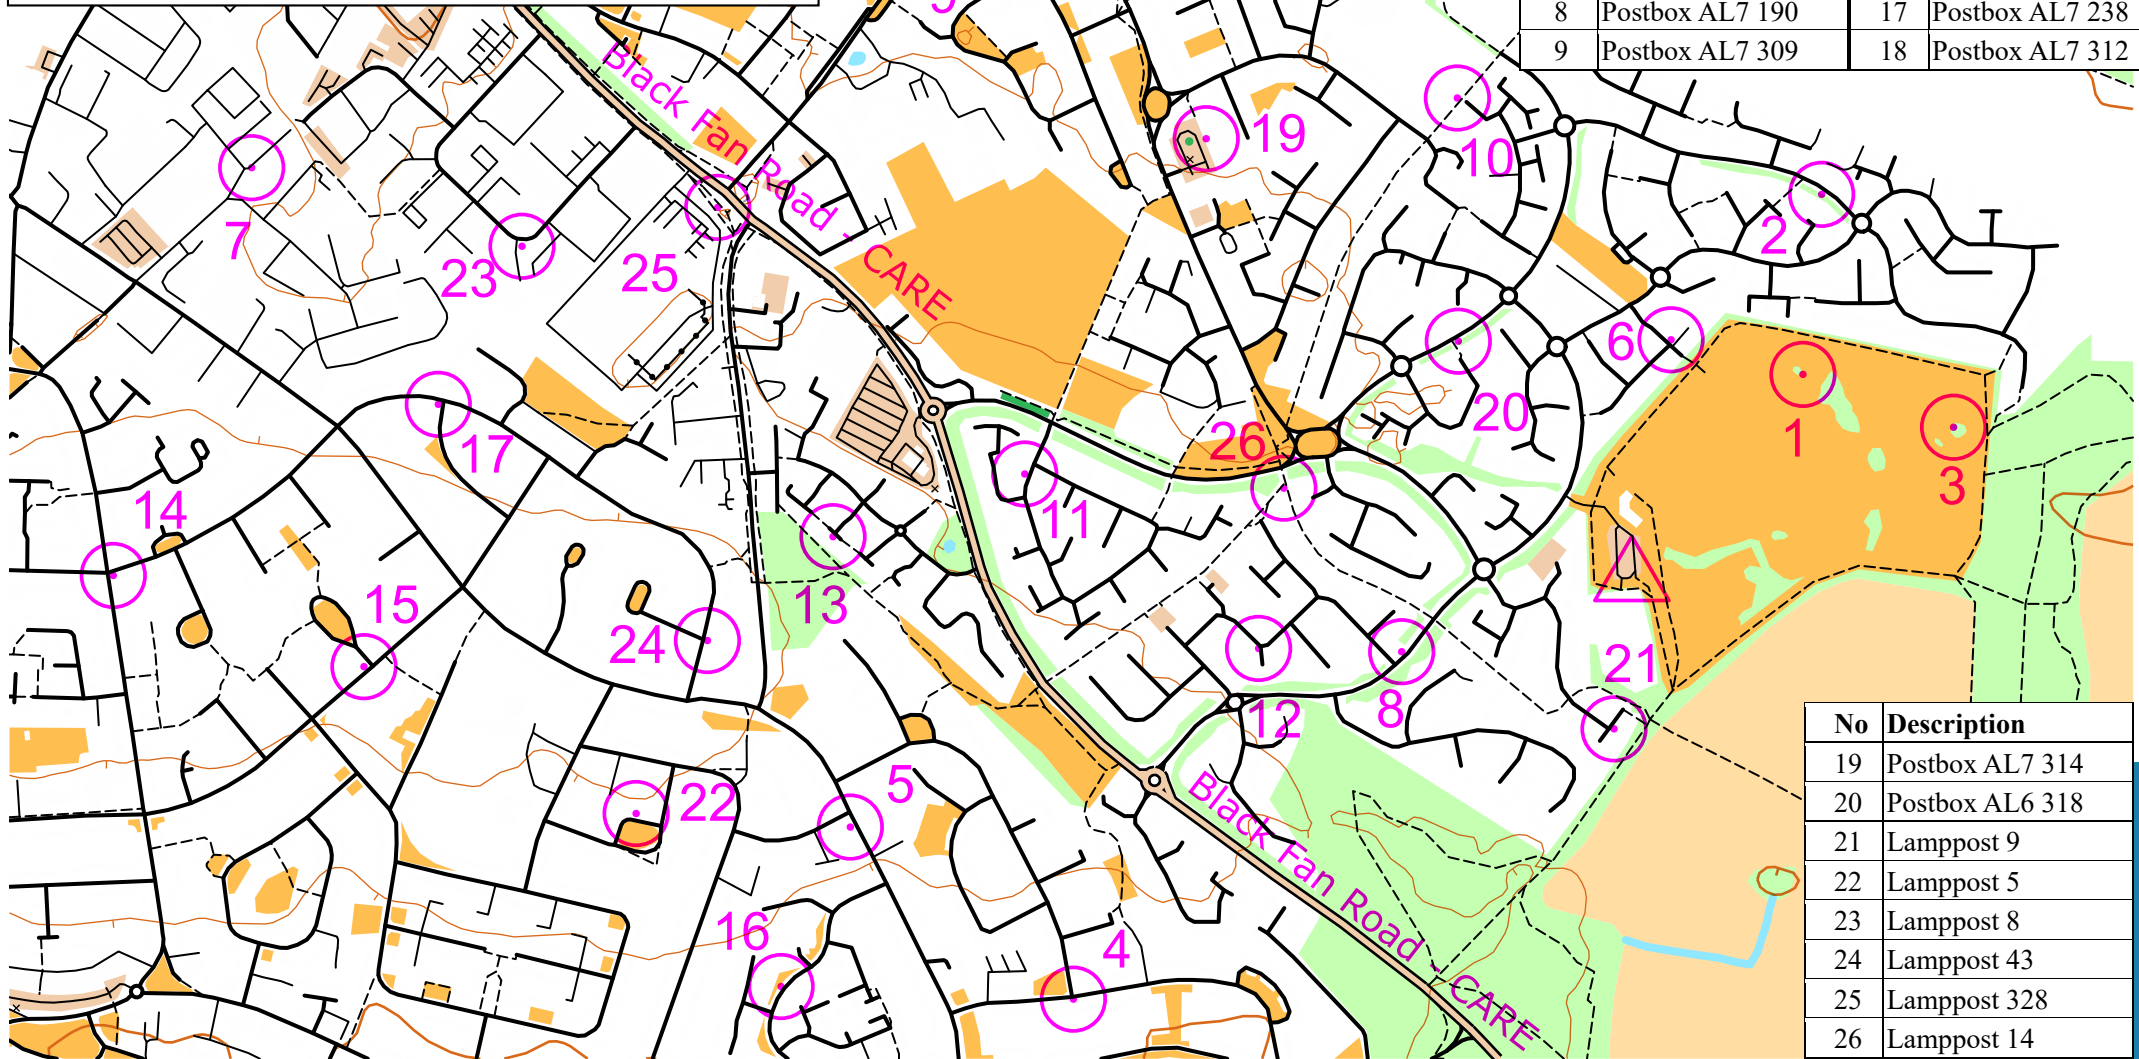 8 Postbox AL7 190 17 Postbox AL7 238
9 Postbox AL7 309 18 Postbox AL7 312
Black Fan Road - CARE
19
10
7
23
25
2
6
20
1
3
26
17
14
11
15
13
24
21
12
8
5
22
16
4
Black Fan Road - CARE
No Description
19 Postbox AL7 314
20 Postbox AL6 318
21 Lamppost 9
22 Lamppost 5
23 Lamppost 8
24 Lamppost 43
25 Lamppost 328
26 Lamppost 14